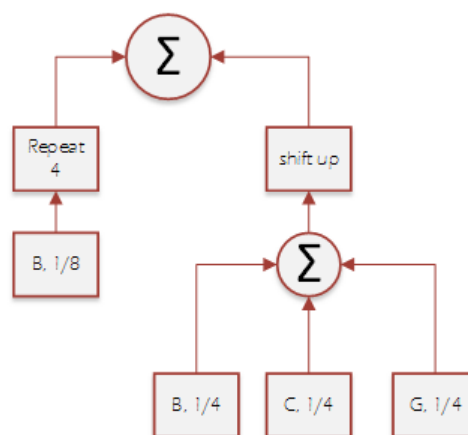 Σ
Repeat
4
shift up
B, 1/8
Σ
B, 1/4
C, 1/4
G, 1/4